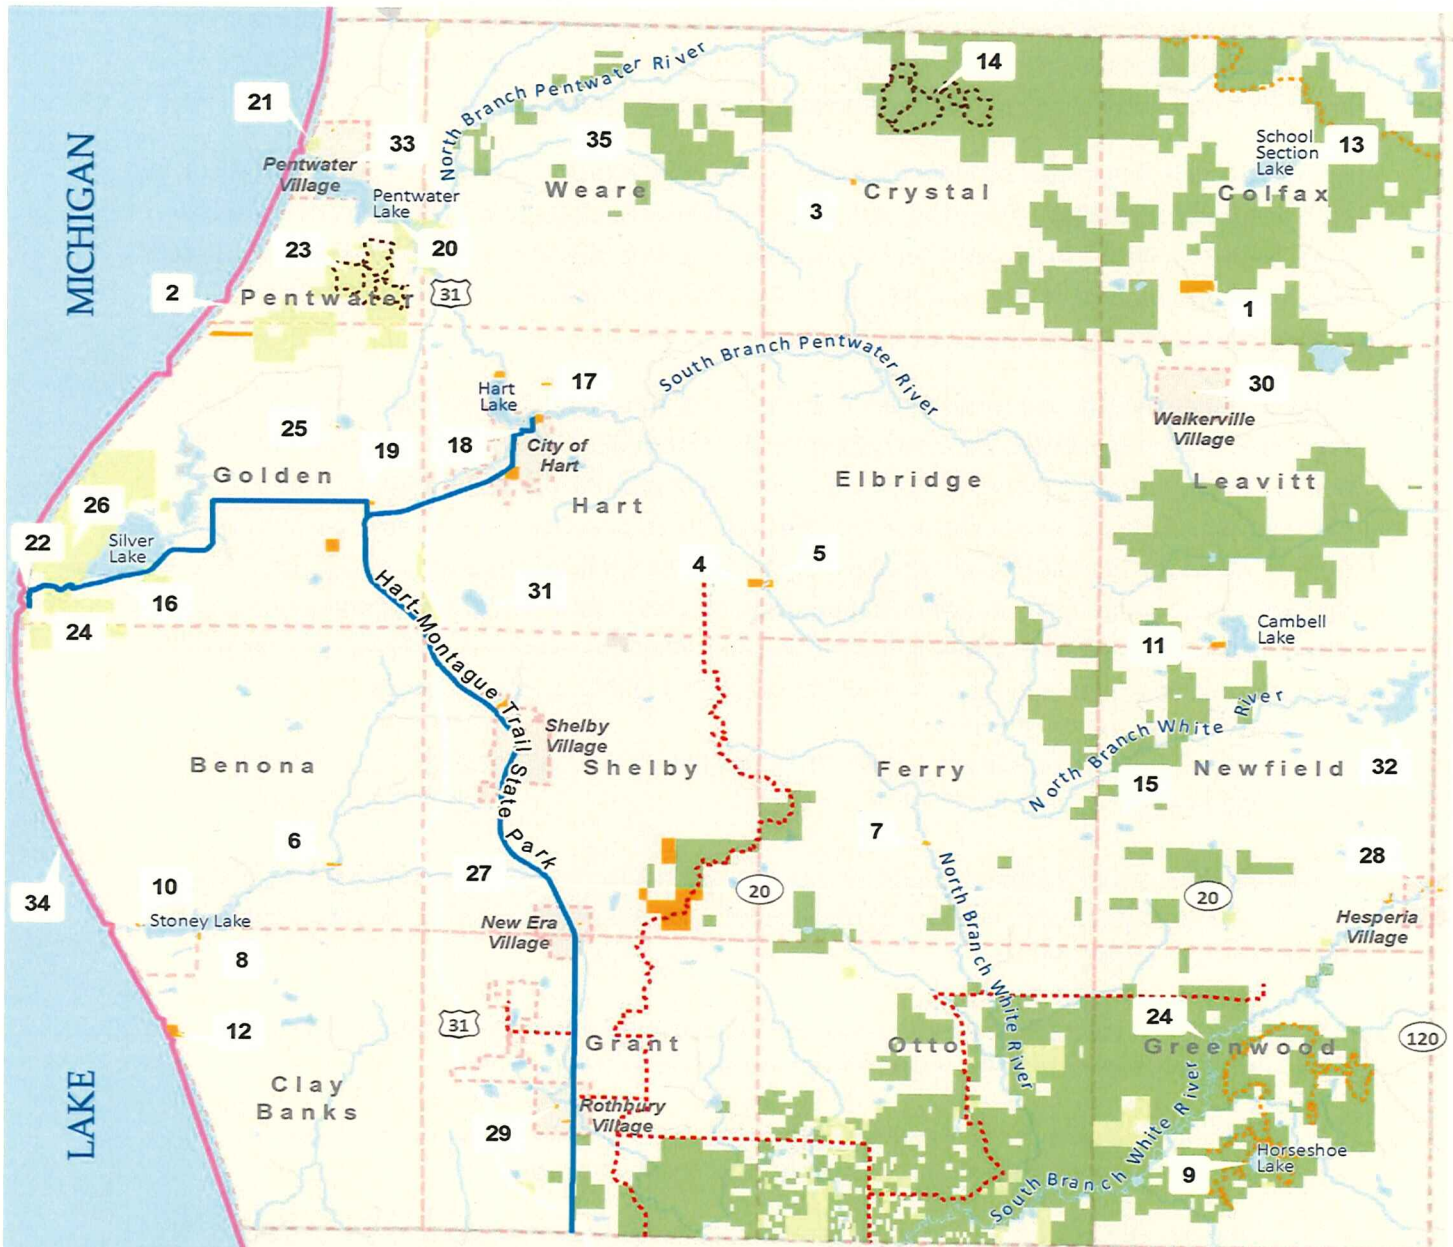 14
North Branch Pentwater River
21
MICHIGAN
33
35
School
Section
Lake
13
Pentwater
Village
Pentwater
Lake
Weare
Crystal
Colfax
3
23
20
2
Pentwater
31
1
South Branch Pentwater River
17
Hart
Lake
30
Walkerville
Village
25
19
18
City of
Hart
Golden
Elbridge
Leavitt
26
Hart
22
Silver
Lake
4
5
16
31
Hart-Montague Trail State Park
24
Cambell
Lake
11
North Branch White River
Shelby
Village
Benona
Shelby
Ferry
Newfield
32
15
6
7
28
27
10
34
20
20
Stoney Lake
New Era
Village
Hesperia
Village
North Branch White River
8
12
31
24
Grant
Otto
Greenwood
120
Clay
Banks
LAKE
Rothbury
Village
29
South Branch White River
9
Horseshoe
Lake